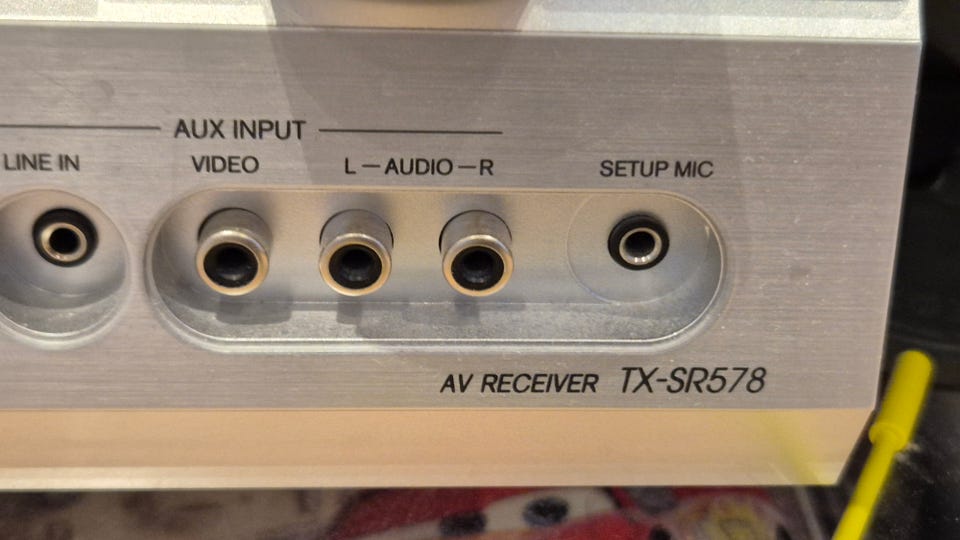 AUX INPUT
LINE IN VIDEO L-AUDIO-R SETUP MIC
AV RECEIVER TX-SR578